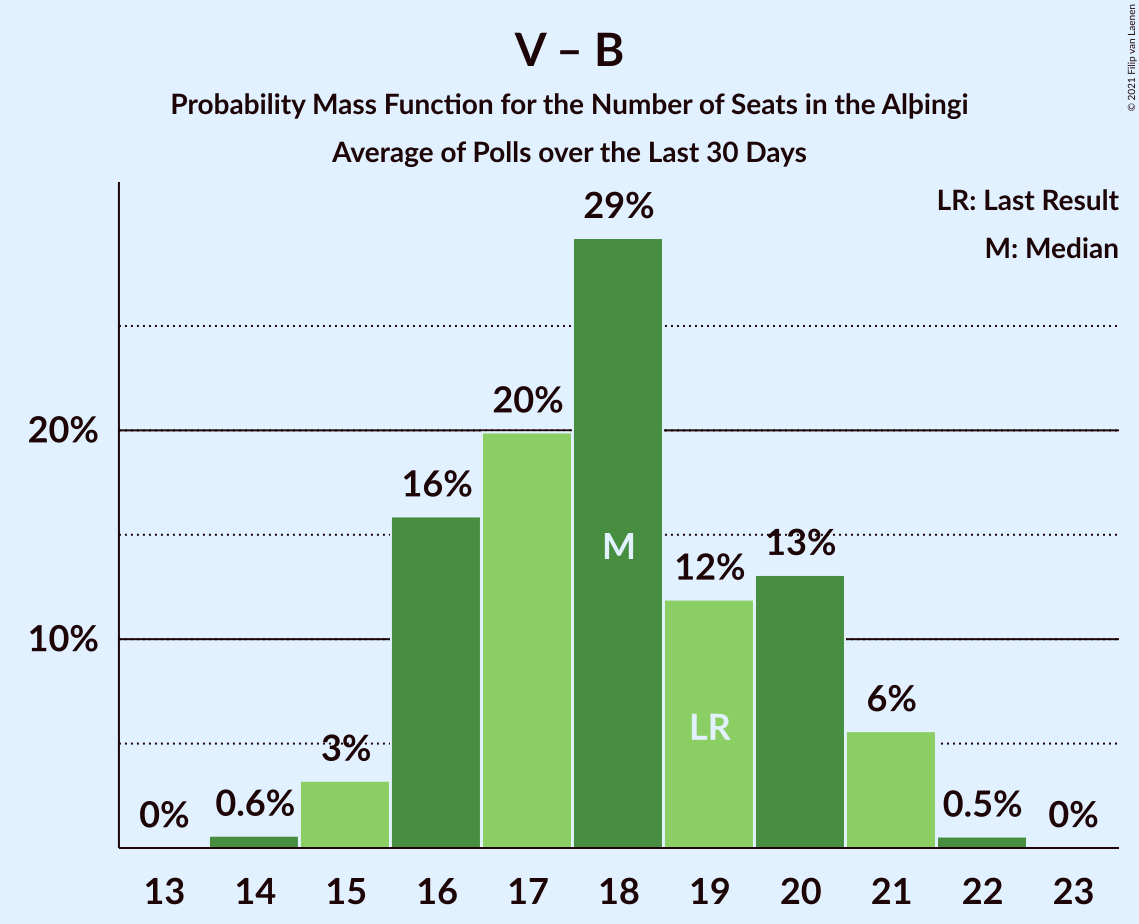 V – B
Probability Mass Function for the Number of Seats in the Alþingi
Average of Polls over the Last 30 Days
© 2021 Filip van Laenen
LR: Last Result
M: Median
20%
10%
0%
0.6%
3%
16%
20%
29%
12%
13%
6%
0.5%
0%
M
LR
13 14 15 16 17 18 19 20 21 22 23